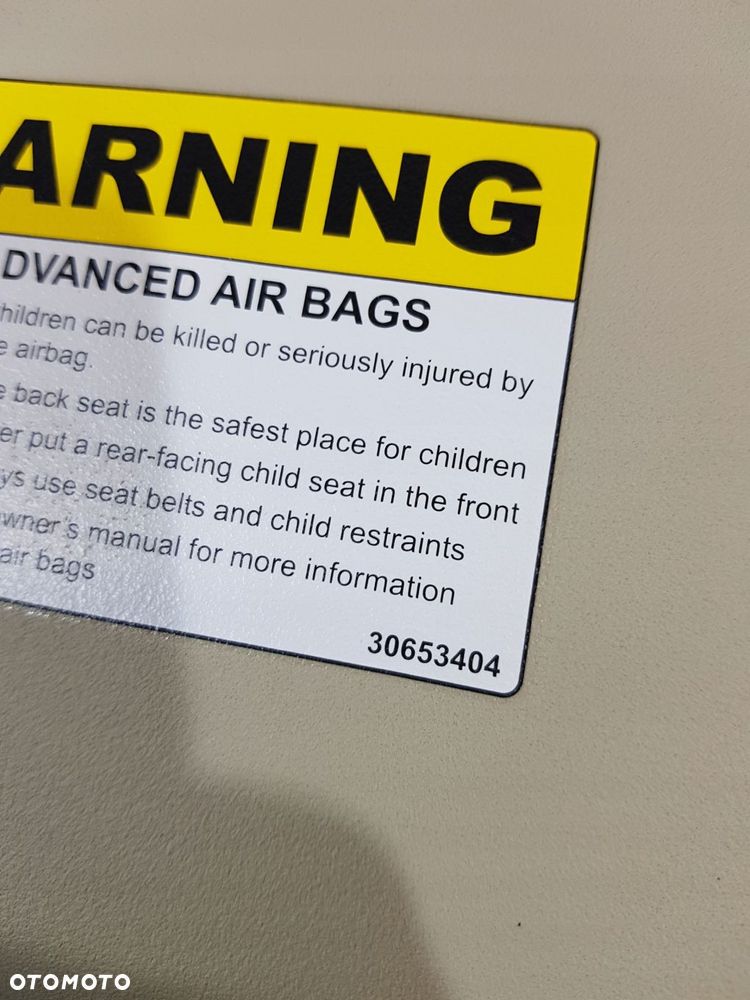 ARNING
DVANCED AIR BAGS
hildren can be killed or seriously injured by
e airbag.
e back seat is the safest place for children
er put a rear-facing child seat in the front
ys use seat belts and child restraints
wner's manual for more information
air bags
30653404
OTOMOTO